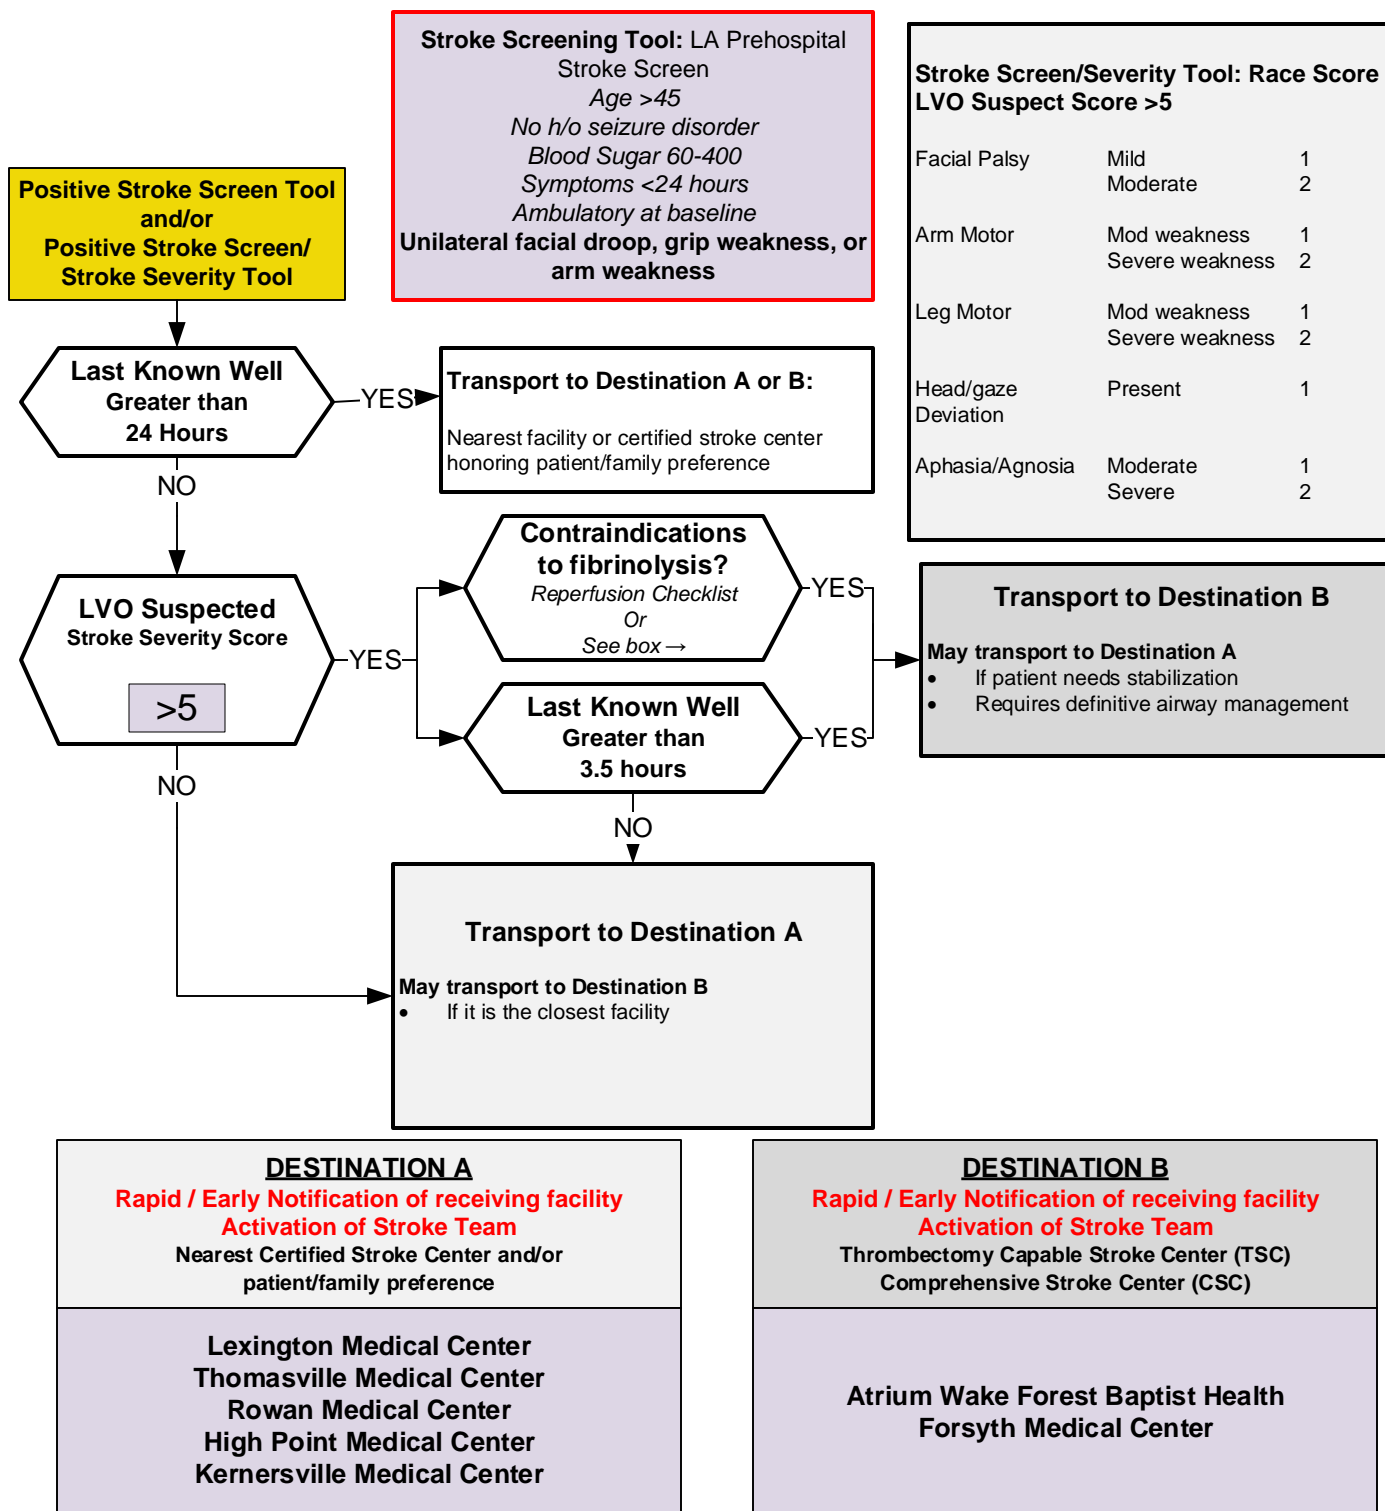 Stroke Screening Tool: LA Prehospital
Stroke Screen
Age >45
No h/o seizure disorder
Blood Sugar 60-400
Symptoms <24 hours
Ambulatory at baseline
Unilateral facial droop, grip weakness, or
arm weakness
Stroke Screen/Severity Tool: Race Score
LVO Suspect Score >5
Facial Palsy Mild 1
Moderate 2
Arm Motor Mod weakness 1
Severe weakness 2
Leg Motor Mod weakness 1
Severe weakness 2
Head/gaze Present 1
Deviation
Aphasia/Agnosia Moderate 1
Severe 2
Positive Stroke Screen Tool
and/or
Positive Stroke Screen/
Stroke Severity Tool
Last Known Well
Greater than
24 Hours
YES
Transport to Destination A or B:
Nearest facility or certified stroke center
honoring patient/family preference
NO
LVO Suspected
Stroke Severity Score
>5
YES
Contraindications
to fibrinolysis?
Reperfusion Checklist
Or
See box →
YES
Last Known Well
Greater than
3.5 hours
YES
Transport to Destination B
May transport to Destination A
• If patient needs stabilization
• Requires definitive airway management
NO
NO
Transport to Destination A
May transport to Destination B
• If it is the closest facility
DESTINATION A
Rapid / Early Notification of receiving facility
Activation of Stroke Team
Nearest Certified Stroke Center and/or
patient/family preference
Lexington Medical Center
Thomasville Medical Center
Rowan Medical Center
High Point Medical Center
Kernersville Medical Center
DESTINATION B
Rapid / Early Notification of receiving facility
Activation of Stroke Team
Thrombectomy Capable Stroke Center (TSC)
Comprehensive Stroke Center (CSC)
Atrium Wake Forest Baptist Health
Forsyth Medical Center